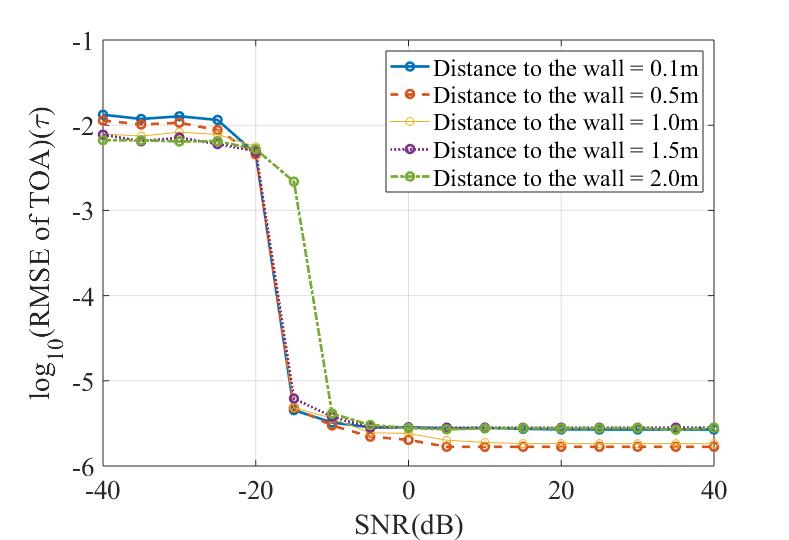 -1
-2
-3
-4
-5
-6
log10(RMSE of TOA)(τ)
Distance to the wall = 0.1m
Distance to the wall = 0.5m
Distance to the wall = 1.0m
Distance to the wall = 1.5m
Distance to the wall = 2.0m
-40 -20 0 20 40
SNR(dB)